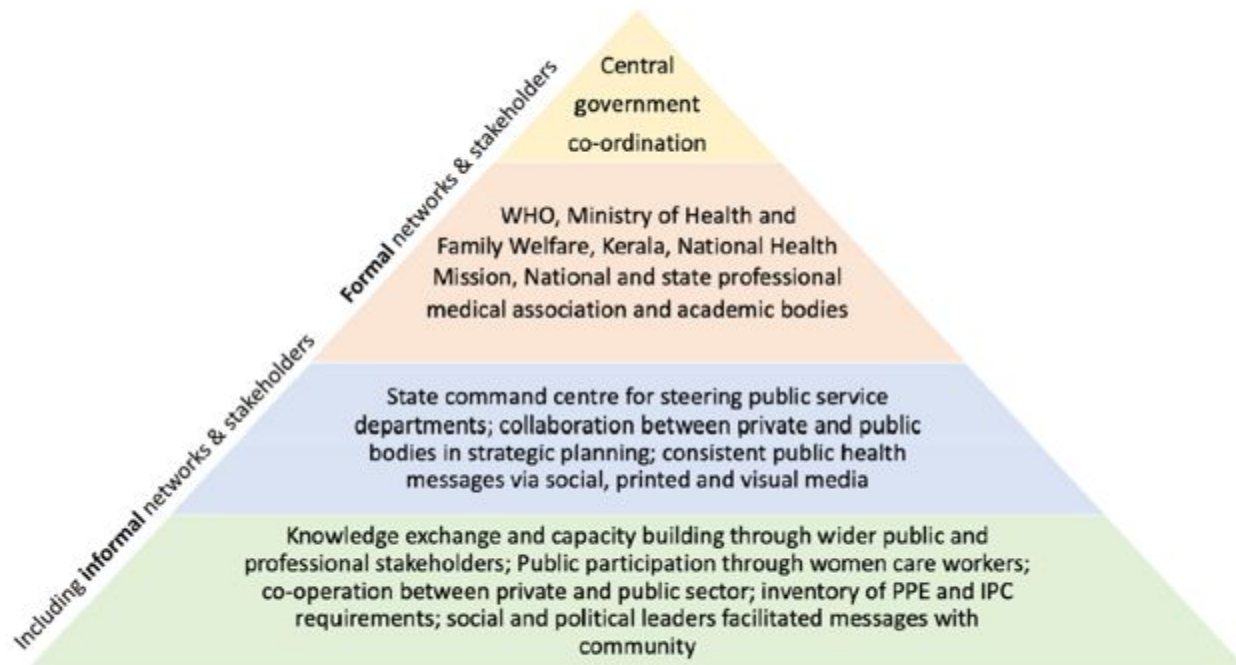 Central
government
co-ordination
Formal networks & stakeholders
WHO, Ministry of Health and
Family Welfare, Kerala, National Health
Mission, National and state professional
medical association and academic bodies
Including informal networks & stakeholders
State command centre for steering public service
departments; collaboration between private and public
bodies in strategic planning; consistent public health
messages via social, printed and visual media
Knowledge exchange and capacity building through wider public and
professional stakeholders; Public participation through women care workers;
co-operation between private and public sector; inventory of PPE and IPC
requirements; social and political leaders facilitated messages with
community